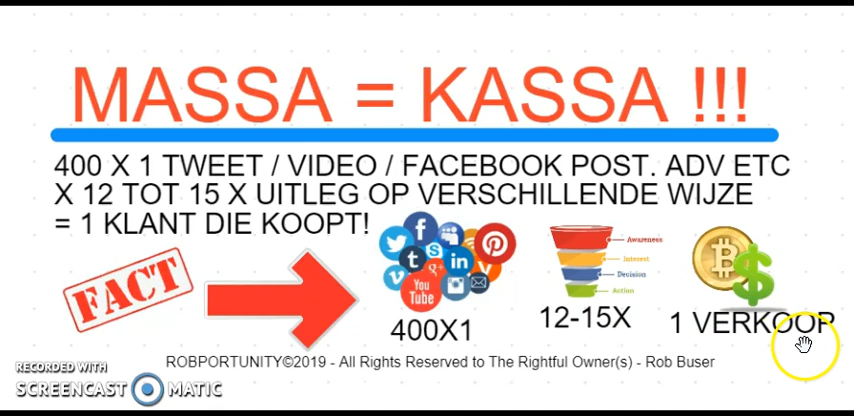 MASSA = KASSA !!!
400 X 1 TWEET / VIDEO / FACEBOOK POST. ADV ETC
X 12 TOT 15 X UITLEG OP VERSCHILLENDE WIJZE
= 1 KLANT DIE KOOPT!
FACT
You
Tube
Awareness
Interest
Decision
Action
400X1
12-15X
1 VERKOOP
ROBPORTUNITY©2019 - All Rights Reserved to The Rightful Owner(s) - Rob Buser
RECORDED WITH
SCREENCAST MATIC